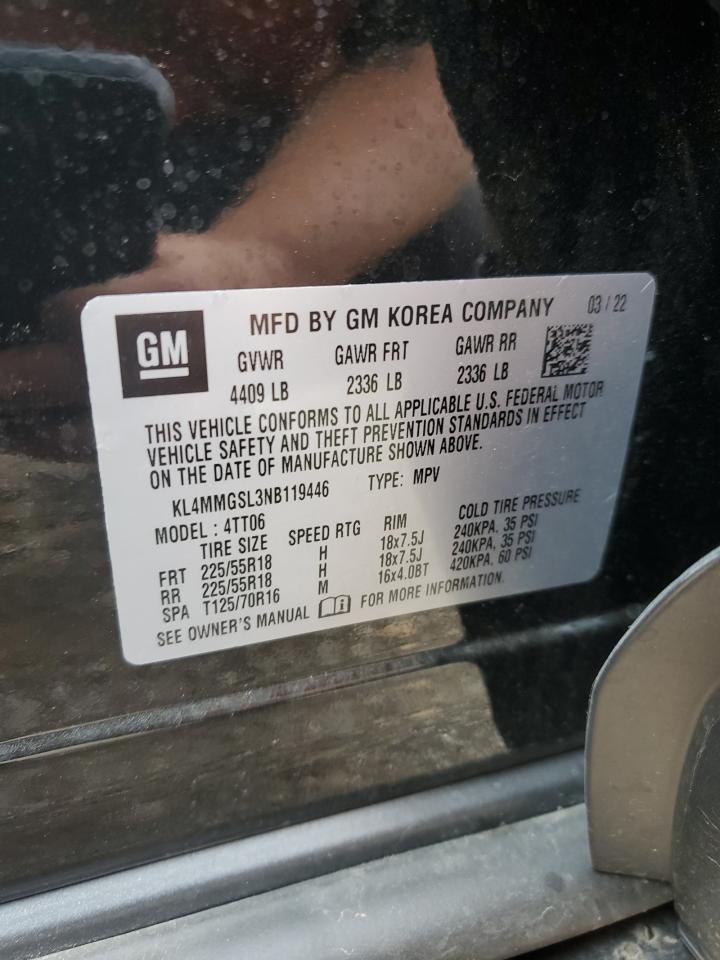 GM
MFD BY GM KOREA COMPANY 03 / 22
GVWR GAWR FRT GAWR RR
4409 LB 2336 LB 2336 LB
THIS VEHICLE CONFORMS TO ALL APPLICABLE U.S. FEDERAL MOTOR
VEHICLE SAFETY AND THEFT PREVENTION STANDARDS IN EFFECT
ON THE DATE OF MANUFACTURE SHOWN ABOVE.
KL4MMGSL3NB119446 TYPE: MPV
MODEL : 4TT06
TIRE SIZE SPEED RTG RIM COLD TIRE PRESSURE
FRT 225/55R18 H 18x7.5J 240KPA, 35 PSI
RR 225/55R18 H 18x7.5J 240KPA, 35 PSI
SPA T125/70R16 M 16x4.0BT 420KPA, 60 PSI
SEE OWNER'S MANUAL FOR MORE INFORMATION.